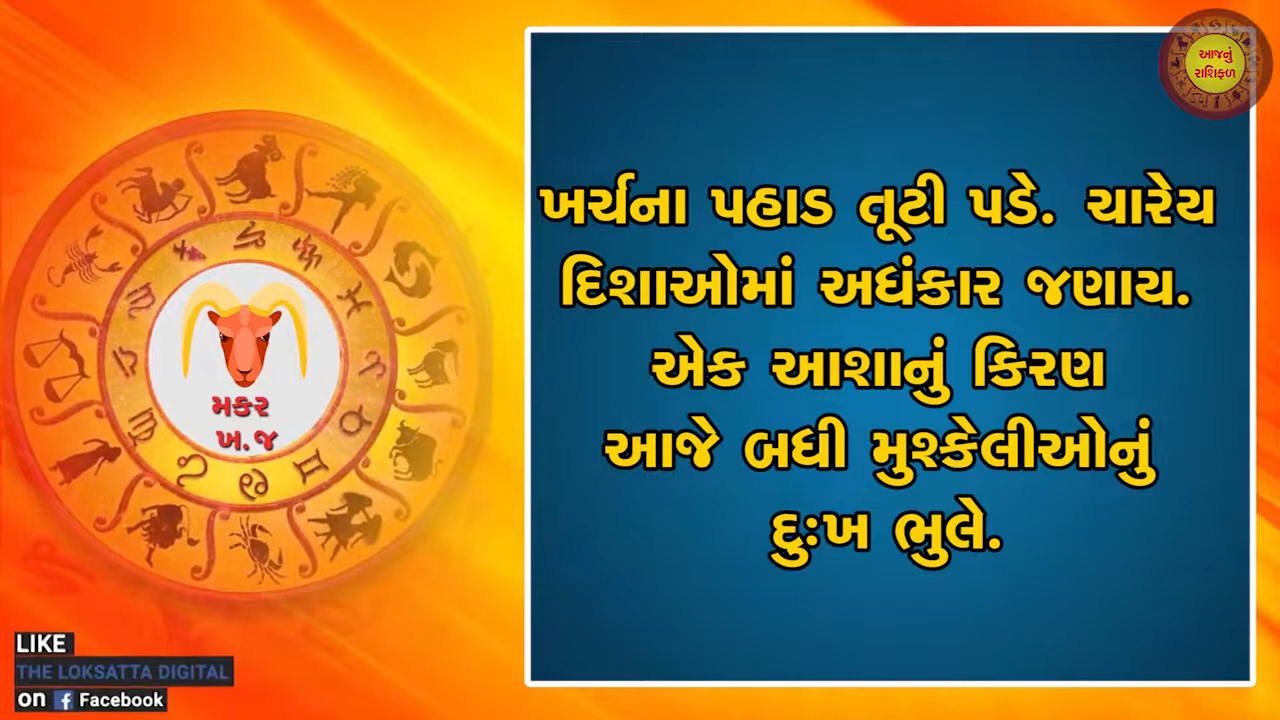 આજનું
રાશિફળ
ખર્ચના પહાડ તૂટી પડે. ચારેય
દિશાઓમાં અધંકાર જણાય.
એક આશાનું કિરણ
આજે બધી મુશ્કેલીઓનું
દુઃખ ભુલે.
મકર
ખ.જ
LIKE
THE LOKSATTA DIGITAL
on f Facebook